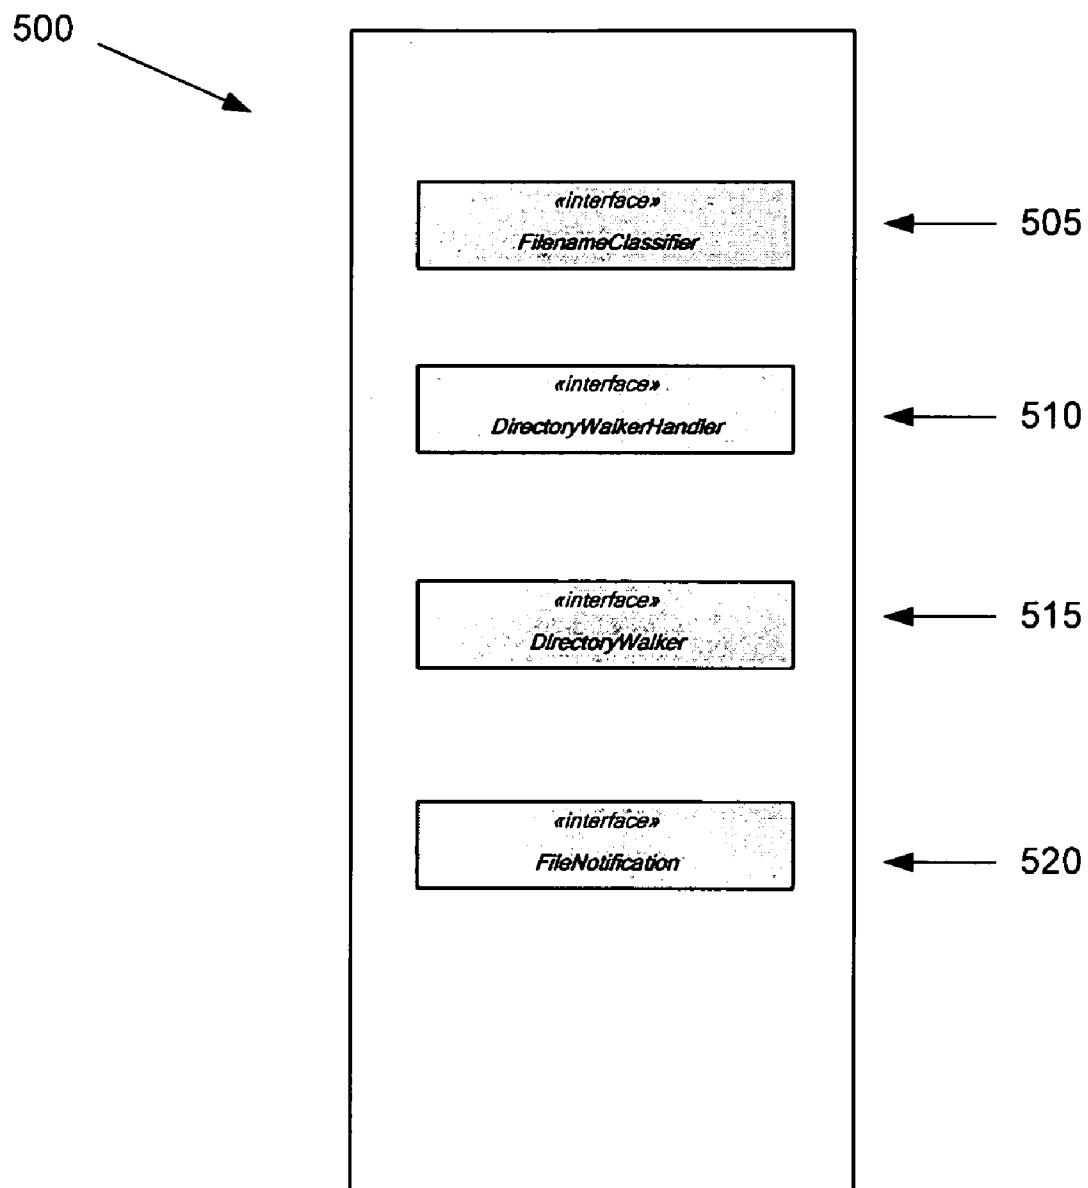 500
«interface»
FilenameClassifier
505
«interface»
DirectoryWalkerHandler
510
«interface»
DirectoryWalker
515
«interface»
FileNotification
520